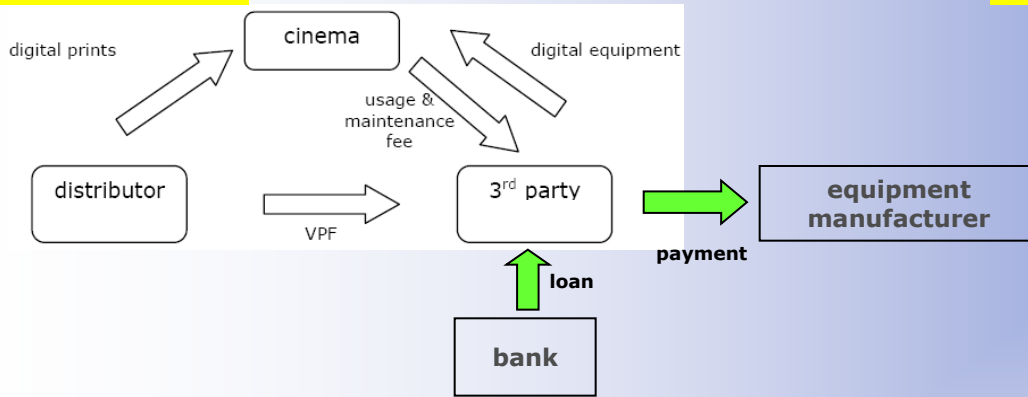 cinema
digital prints
digital equipment
usage &
maintenance
fee
distributor
3rd party
equipment
manufacturer
VPF
payment
loan
bank